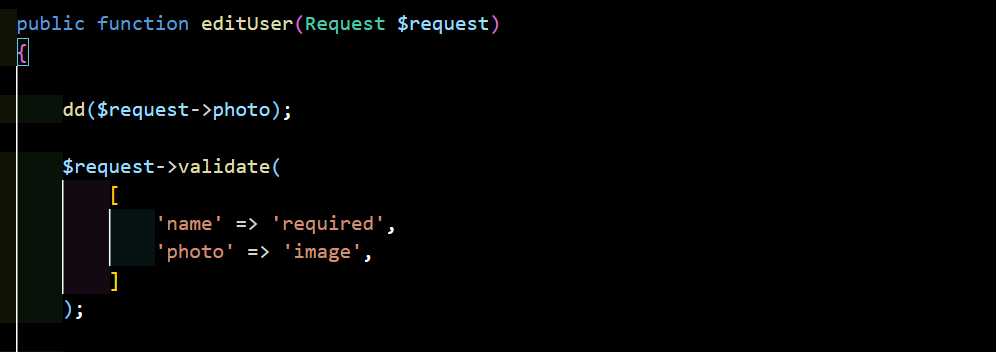 public function editUser(Request $request)
{
dd($request->photo);
$request->validate(
[
'name' => 'required',
'photo' => 'image',
]
);